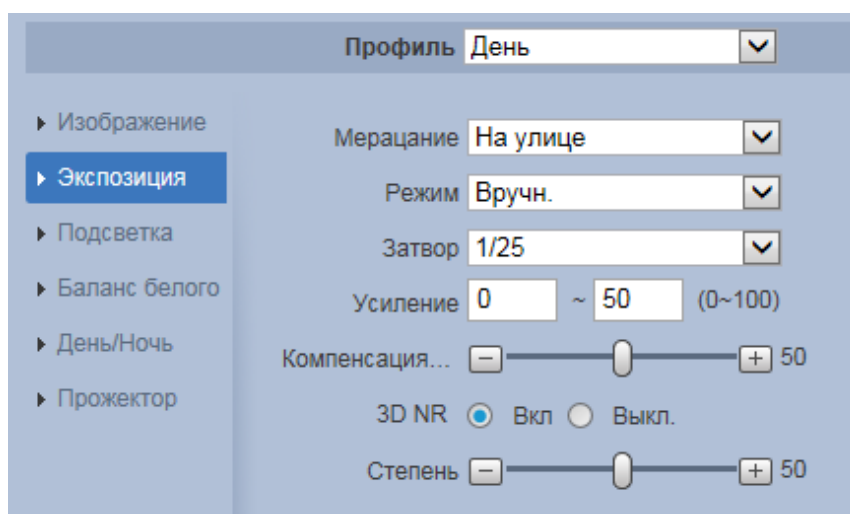 Профиль День
Изображение
Экспозиция
Подсветка
Баланс белого
День/Ночь
Прожектор
Мерацание На улице
Режим Вручн.
Затвор 1/25
Усиление 0 ~ 50 (0~100)
Компенсация... 50
3D NR Вкл Выкл.
Степень 50